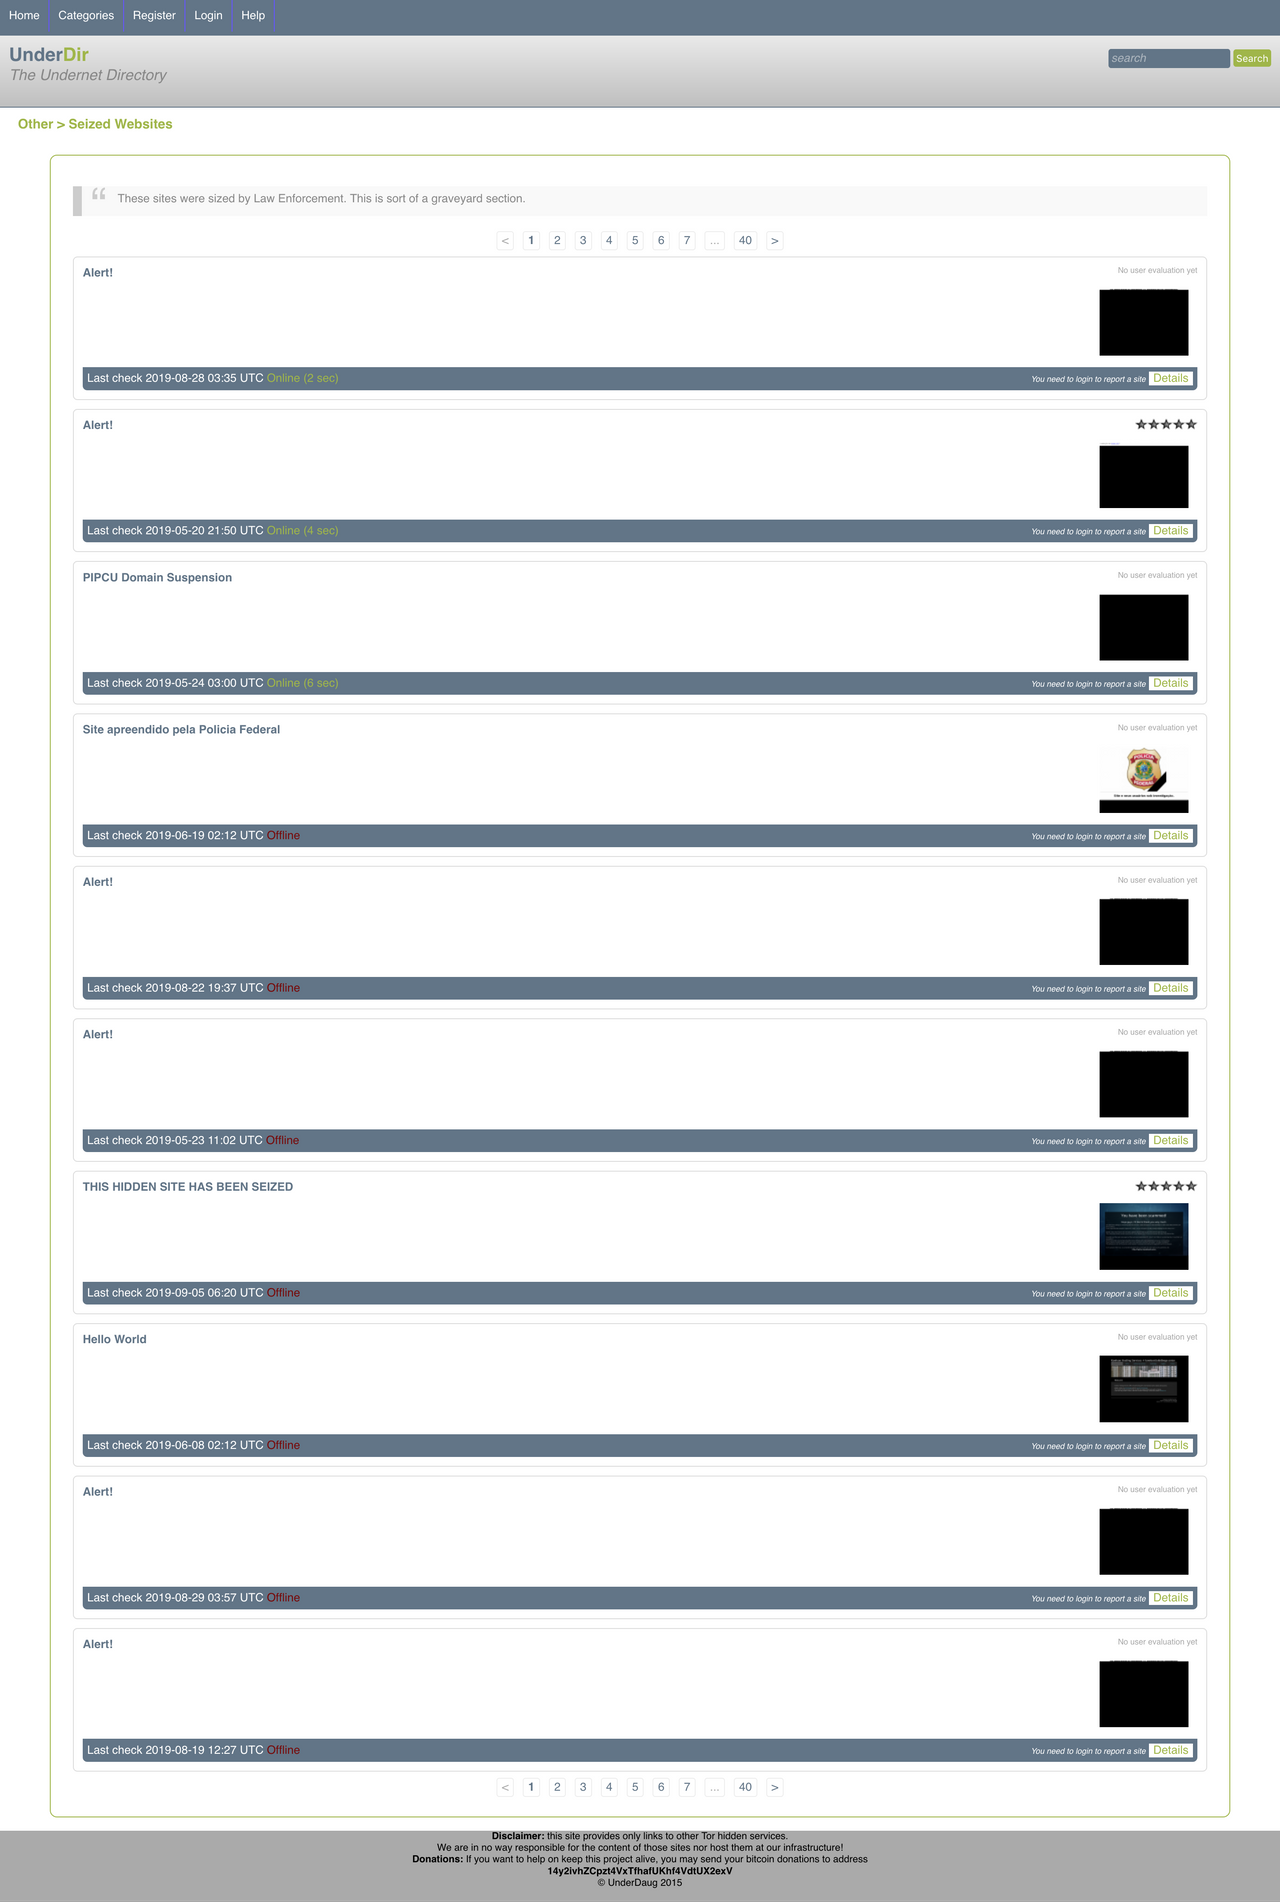 Home Categories Register Login Help
UnderDir
The Undernet Directory
search Search
Other > Seized Websites
“ These sites were sized by Law Enforcement. This is sort of a graveyard section.
< 1 2 3 4 5 6 7 ... 40 >
Alert! No user evaluation yet
Last check 2019-08-28 03:35 UTC Online (2 sec) You need to login to report a site Details
Alert!
Last check 2019-05-20 21:50 UTC Online (4 sec) You need to login to report a site Details
PIPCU Domain Suspension No user evaluation yet
Last check 2019-05-24 03:00 UTC Online (6 sec) You need to login to report a site Details
Site apreendido pela Policia Federal No user evaluation yet
POLICIA
FEDERAL
Last check 2019-06-19 02:12 UTC Offline You need to login to report a site Details
Alert! No user evaluation yet
Last check 2019-08-22 19:37 UTC Offline You need to login to report a site Details
Alert! No user evaluation yet
Last check 2019-05-23 11:02 UTC Offline You need to login to report a site Details
THIS HIDDEN SITE HAS BEEN SEIZED
Last check 2019-09-05 06:20 UTC Offline You need to login to report a site Details
Hello World No user evaluation yet
Last check 2019-06-08 02:12 UTC Offline You need to login to report a site Details
Alert! No user evaluation yet
Last check 2019-08-29 03:57 UTC Offline You need to login to report a site Details
Alert! No user evaluation yet
Last check 2019-08-19 12:27 UTC Offline You need to login to report a site Details
< 1 2 3 4 5 6 7 ... 40 >
Disclaimer: this site provides only links to other Tor hidden services.
We are in no way responsible for the content of those sites nor host them at our infrastructure!
Donations: If you want to help on keep this project alive, you may send your bitcoin donations to address
14y2ivhZCpzt4VxTfhafUKhf4VdtUX2exV
© UnderDaug 2015